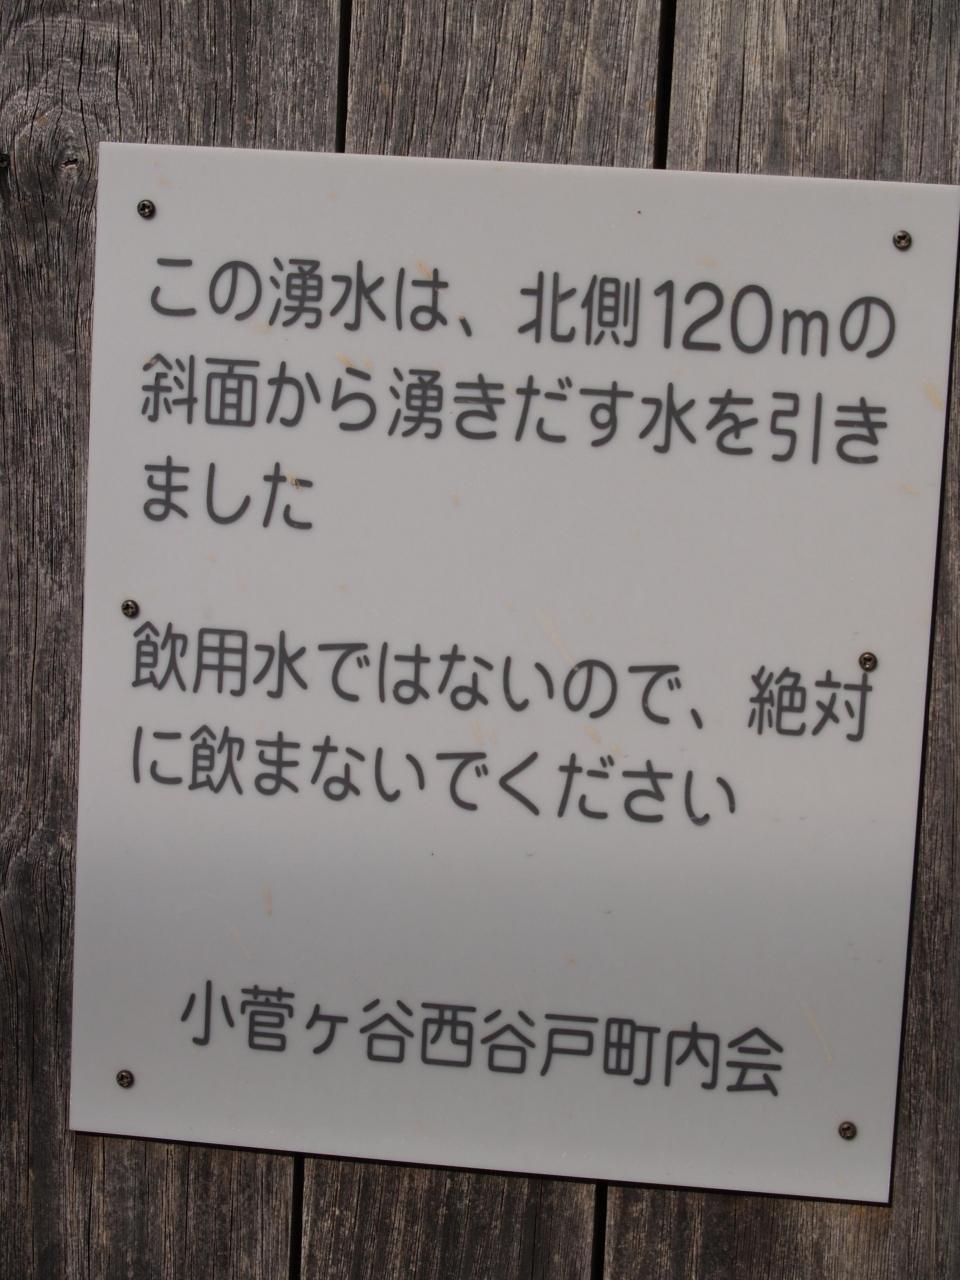 この湧水は、北側120mの
斜面から湧きだす水を引き
ました
飲用水ではないので、絶対
に飲まないでください
小菅ヶ谷西谷戸町内会